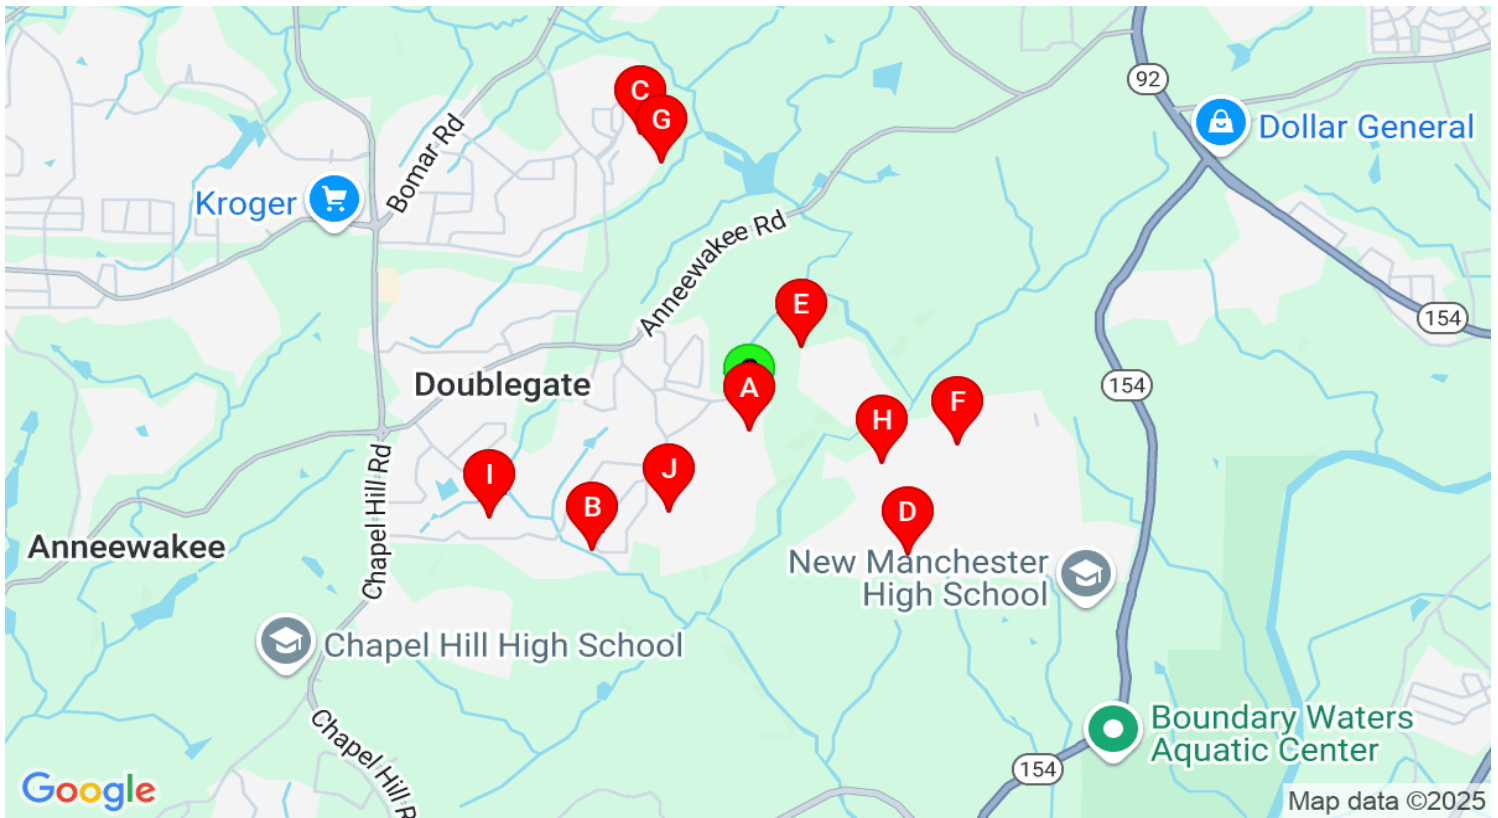 92
C
G
Dollar General
Bomar Rd
Kroger
Anneewakee Rd
E
154
Doublegate
A
154
F
H
Chapel Hill Rd
I
J
B
D
Anneewakee
New Manchester
High School
Chapel Hill High School
Boundary Waters
Aquatic Center
Chapel Hill R
154
Google
Map data ©2025